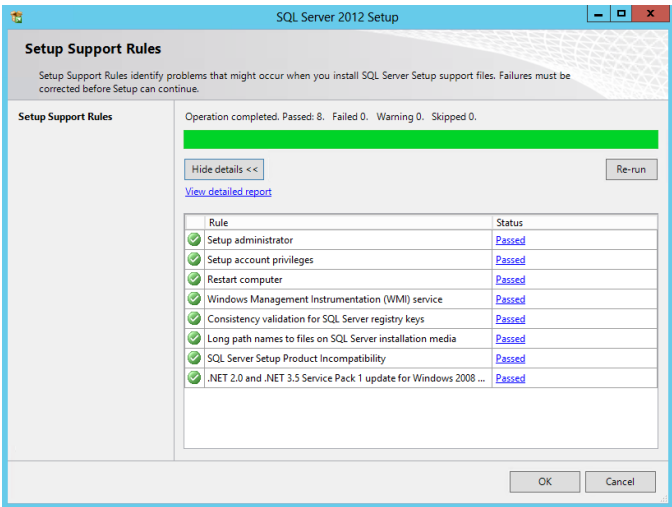 SQL Server 2012 Setup
Setup Support Rules
Setup Support Rules identify problems that might occur when you install SQL Server Setup support files. Failures must be
corrected before Setup can continue.
Setup Support Rules
Operation completed. Passed: 8. Failed 0. Warning 0. Skipped 0.
Hide details <<
Re-run
View detailed report
Rule Status
Setup administrator Passed
Setup account privileges Passed
Restart computer Passed
Windows Management Instrumentation (WMI) service Passed
Consistency validation for SQL Server registry keys Passed
Long path names to files on SQL Server installation media Passed
SQL Server Setup Product Incompatibility Passed
.NET 2.0 and .NET 3.5 Service Pack 1 update for Windows 2008 ... Passed
OK Cancel